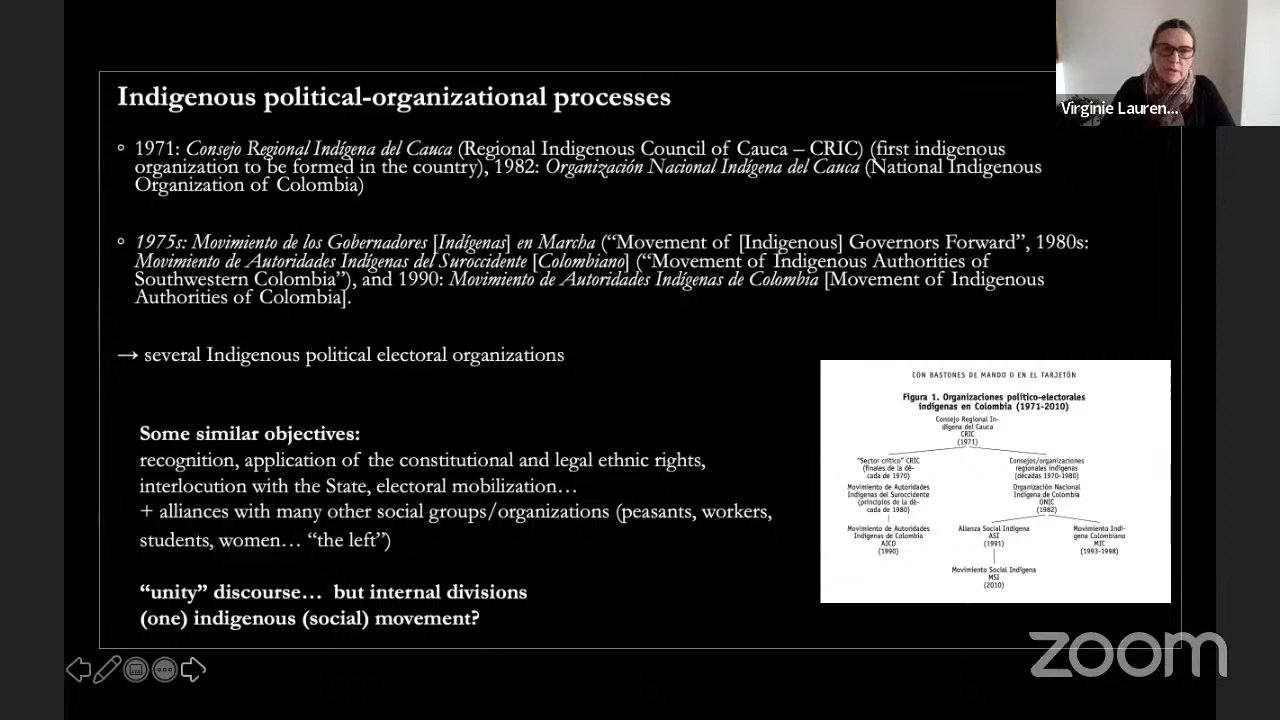 Indigenous political-organizational processes
Virginie Lauren...
1971: Consejo Regional Indígena del Cauca (Regional Indigenous Council of Cauca – CRIC) (first indigenous
organization to be formed in the country), 1982: Organización Nacional Indígena del Cauca (National Indigenous
Organization of Colombia)
1975s: Movimiento de los Gobernadores [Indígenas] en Marcha (“Movement of [Indigenous] Governors Forward”, 1980s:
Movimiento de Autoridades Indígenas del Suroccidente [Colombiano] (“Movement of Indigenous Authorities of
Southwestern Colombia”), and 1990: Movimiento de Autoridades Indígenas de Colombia [Movement of Indigenous
Authorities of Colombia].
→ several Indigenous political electoral organizations
Some similar objectives:
recognition, application of the constitutional and legal ethnic rights,
interlocution with the State, electoral mobilization…
+ alliances with many other social groups/organizations (peasants, workers,
students, women… “the left”)
“unity” discourse… but internal divisions
(one) indigenous (social) movement?
CON BASTONES DE MANDO O EN EL TARJETÓN
Figura 1. Organizaciones político-electorales
indígenas en Colombia (1971-2010)
Consejo Regional In-
dígena del Cauca
CRIC
(1971)
"Sector crítico" CRIC
(finales de la dé-
cada de 1970)
Movimiento de Autoridades
Indígenas del Suroccidente
(principios de la dé-
cada de 1980)
Movimiento de Autoridades
Indígenas de Colombia
AICO
(1990)
Consejos/organizaciones
regionales indígenas
(décadas 1970-1980)
Organización Nacional
Indígena de Colombia
ONIC
(1982)
Alianza Social Indígena
ASI
(1991)
Movimiento Indí-
gena Colombiano
MIC
(1993-1998)
Movimiento Social Indígena
MSI
(2010)
zoom